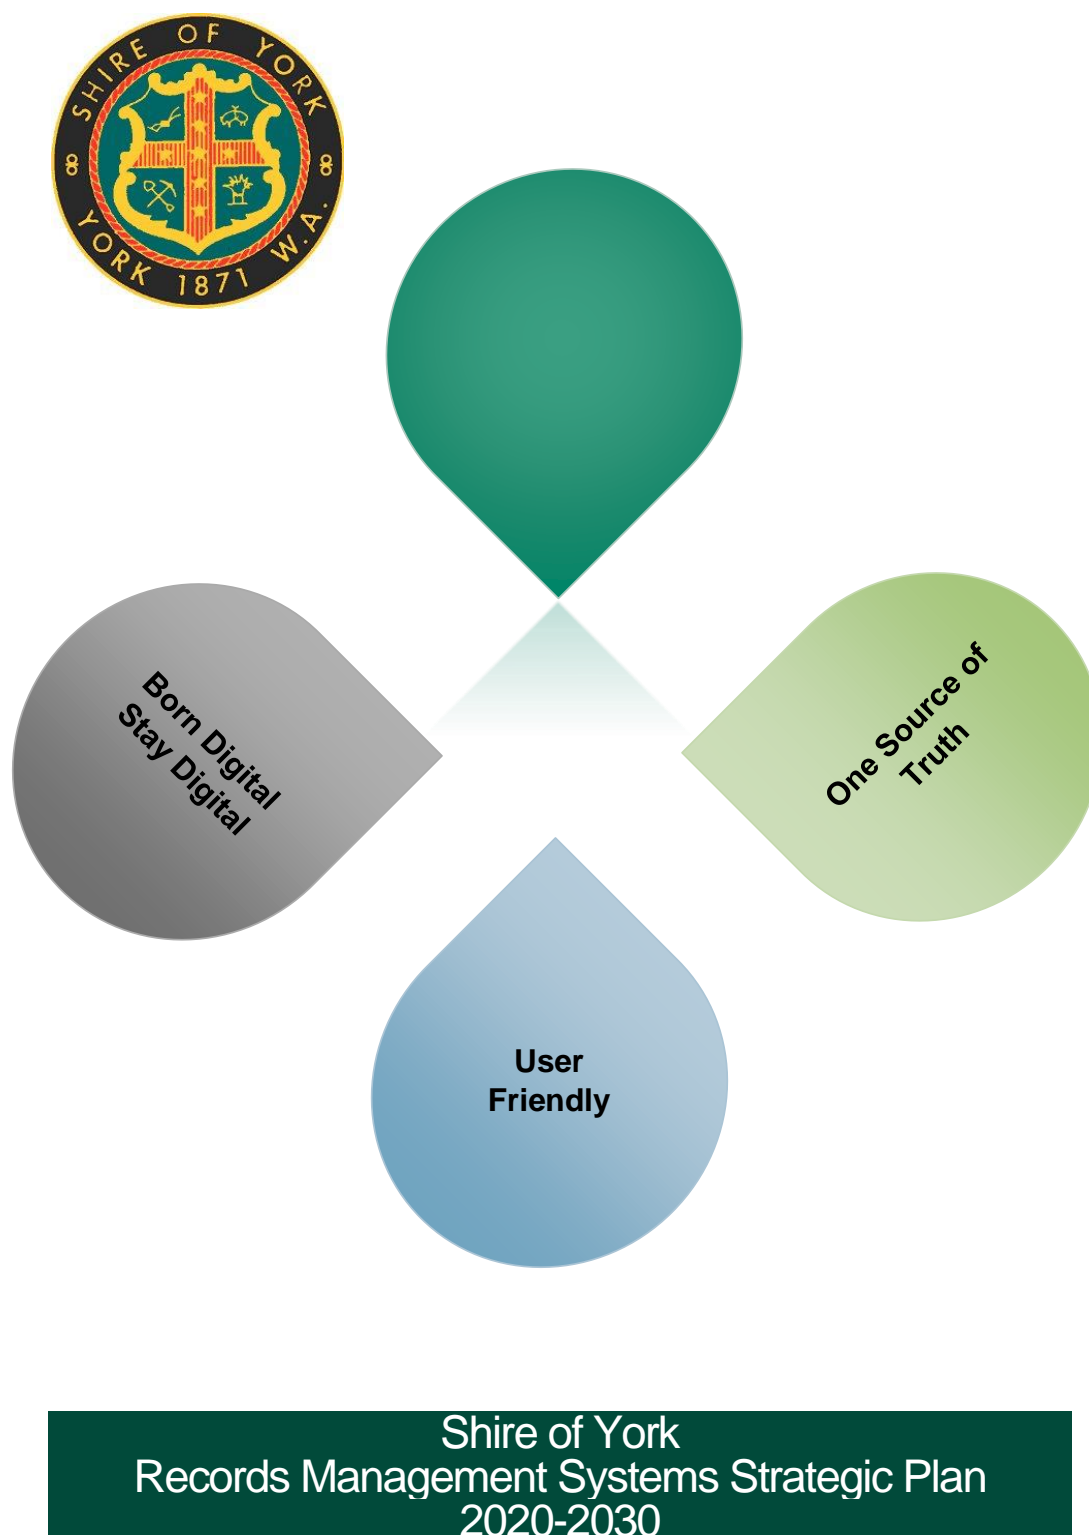 SHIRE OF YORK
YORK 1871 W.A.
Born Digital
Stay Digital
One Source of
Truth
User
Friendly
Shire of York
Records Management Systems Strategic Plan
2020-2030